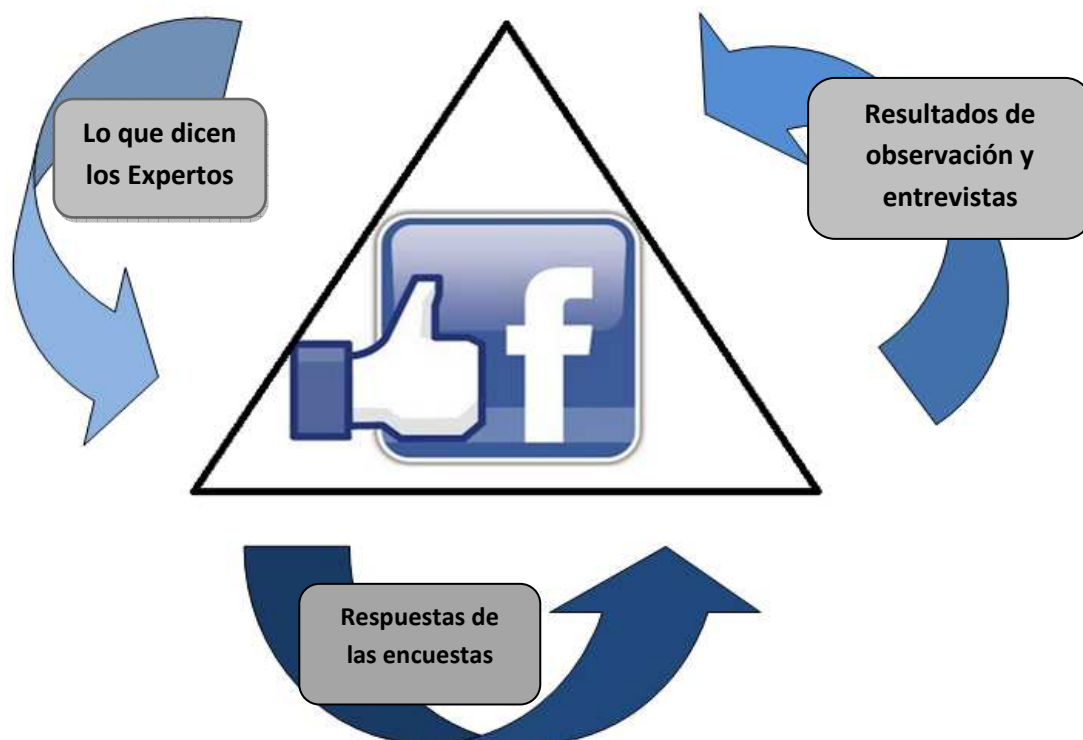 Lo que dicen
los Expertos
Resultados de
observación y
entrevistas
f
Respuestas de
las encuestas